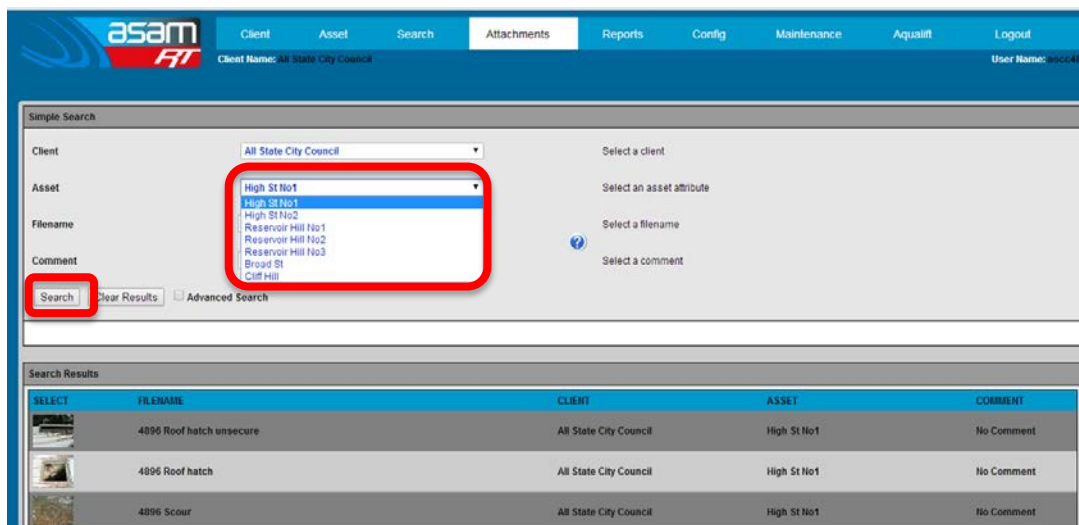 asam RT
Client Asset Search Attachments Reports Config Maintenance Aqualift Logout
Client Name: All State City Council User Name: ascc4
Simple Search
Client All State City Council Select a client
Asset High St No1 Select an asset attribute
High St No1
High St No2
Filename Reservoir Hill No1 Select a filename
Reservoir Hill No2
Reservoir Hill No3
Comment Broad St Select a comment
Cliff Hill
Search Clear Results Advanced Search
Search Results
SELECT FILENAME CLIENT ASSET COMMENT
4896 Roof hatch unsecure All State City Council High St No1 No Comment
4896 Roof hatch All State City Council High St No1 No Comment
4896 Scour All State City Council High St No1 No Comment